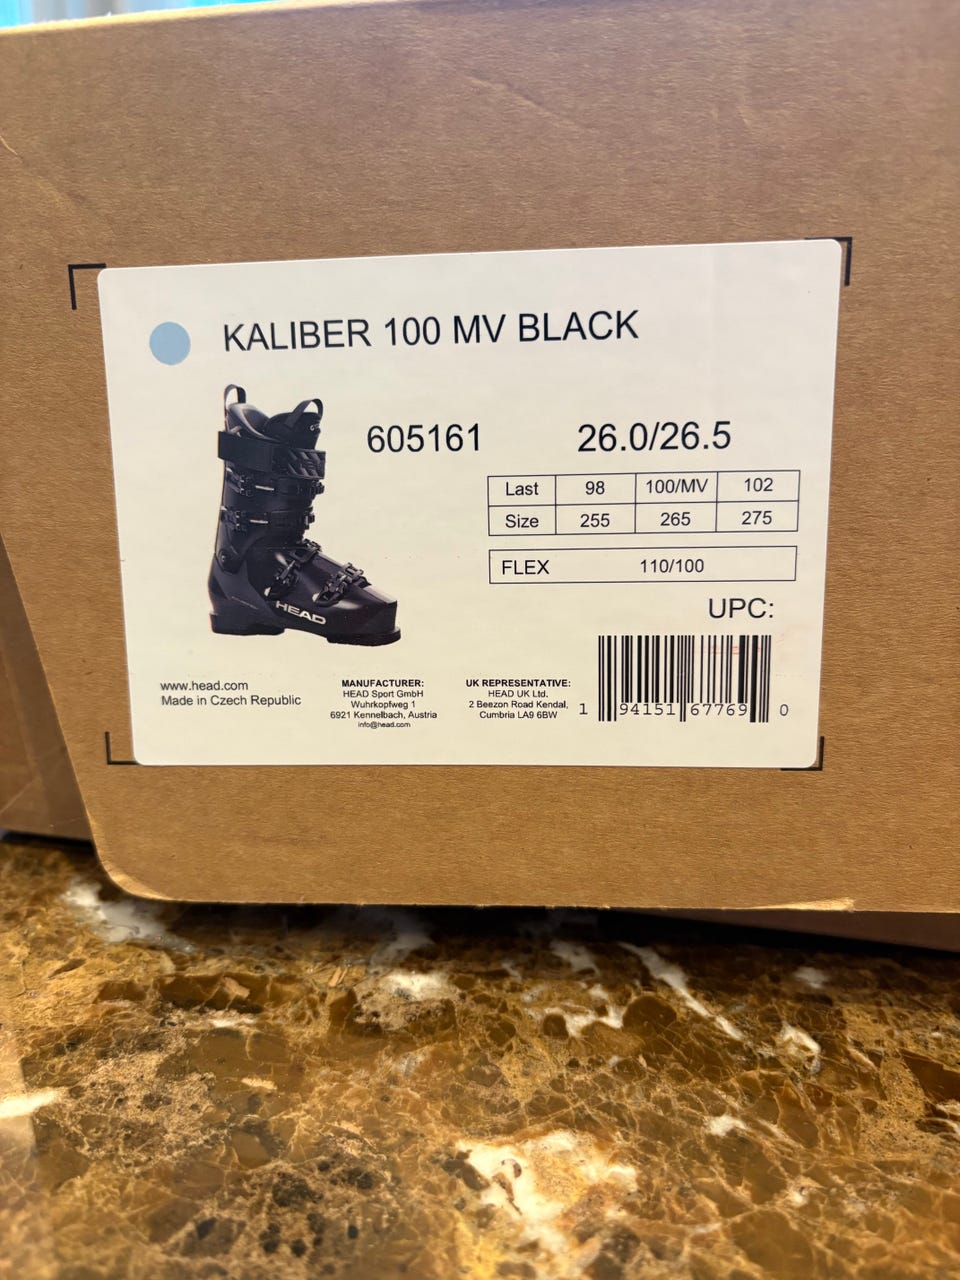 KALIBER 100 MV BLACK
605161
26.0/26.5
Last 98 100/MV 102
Size 255 265 275
FLEX 110/100
UPC:
HEAD
www.head.com
Made in Czech Republic
MANUFACTURER:
HEAD Sport GmbH
Wuhrkopfweg 1
6921 Kennelbach, Austria
info@head.com
UK REPRESENTATIVE:
HEAD UK Ltd.
2 Beezon Road Kendal,
Cumbria LA9 6BW
1 94151 67769 0